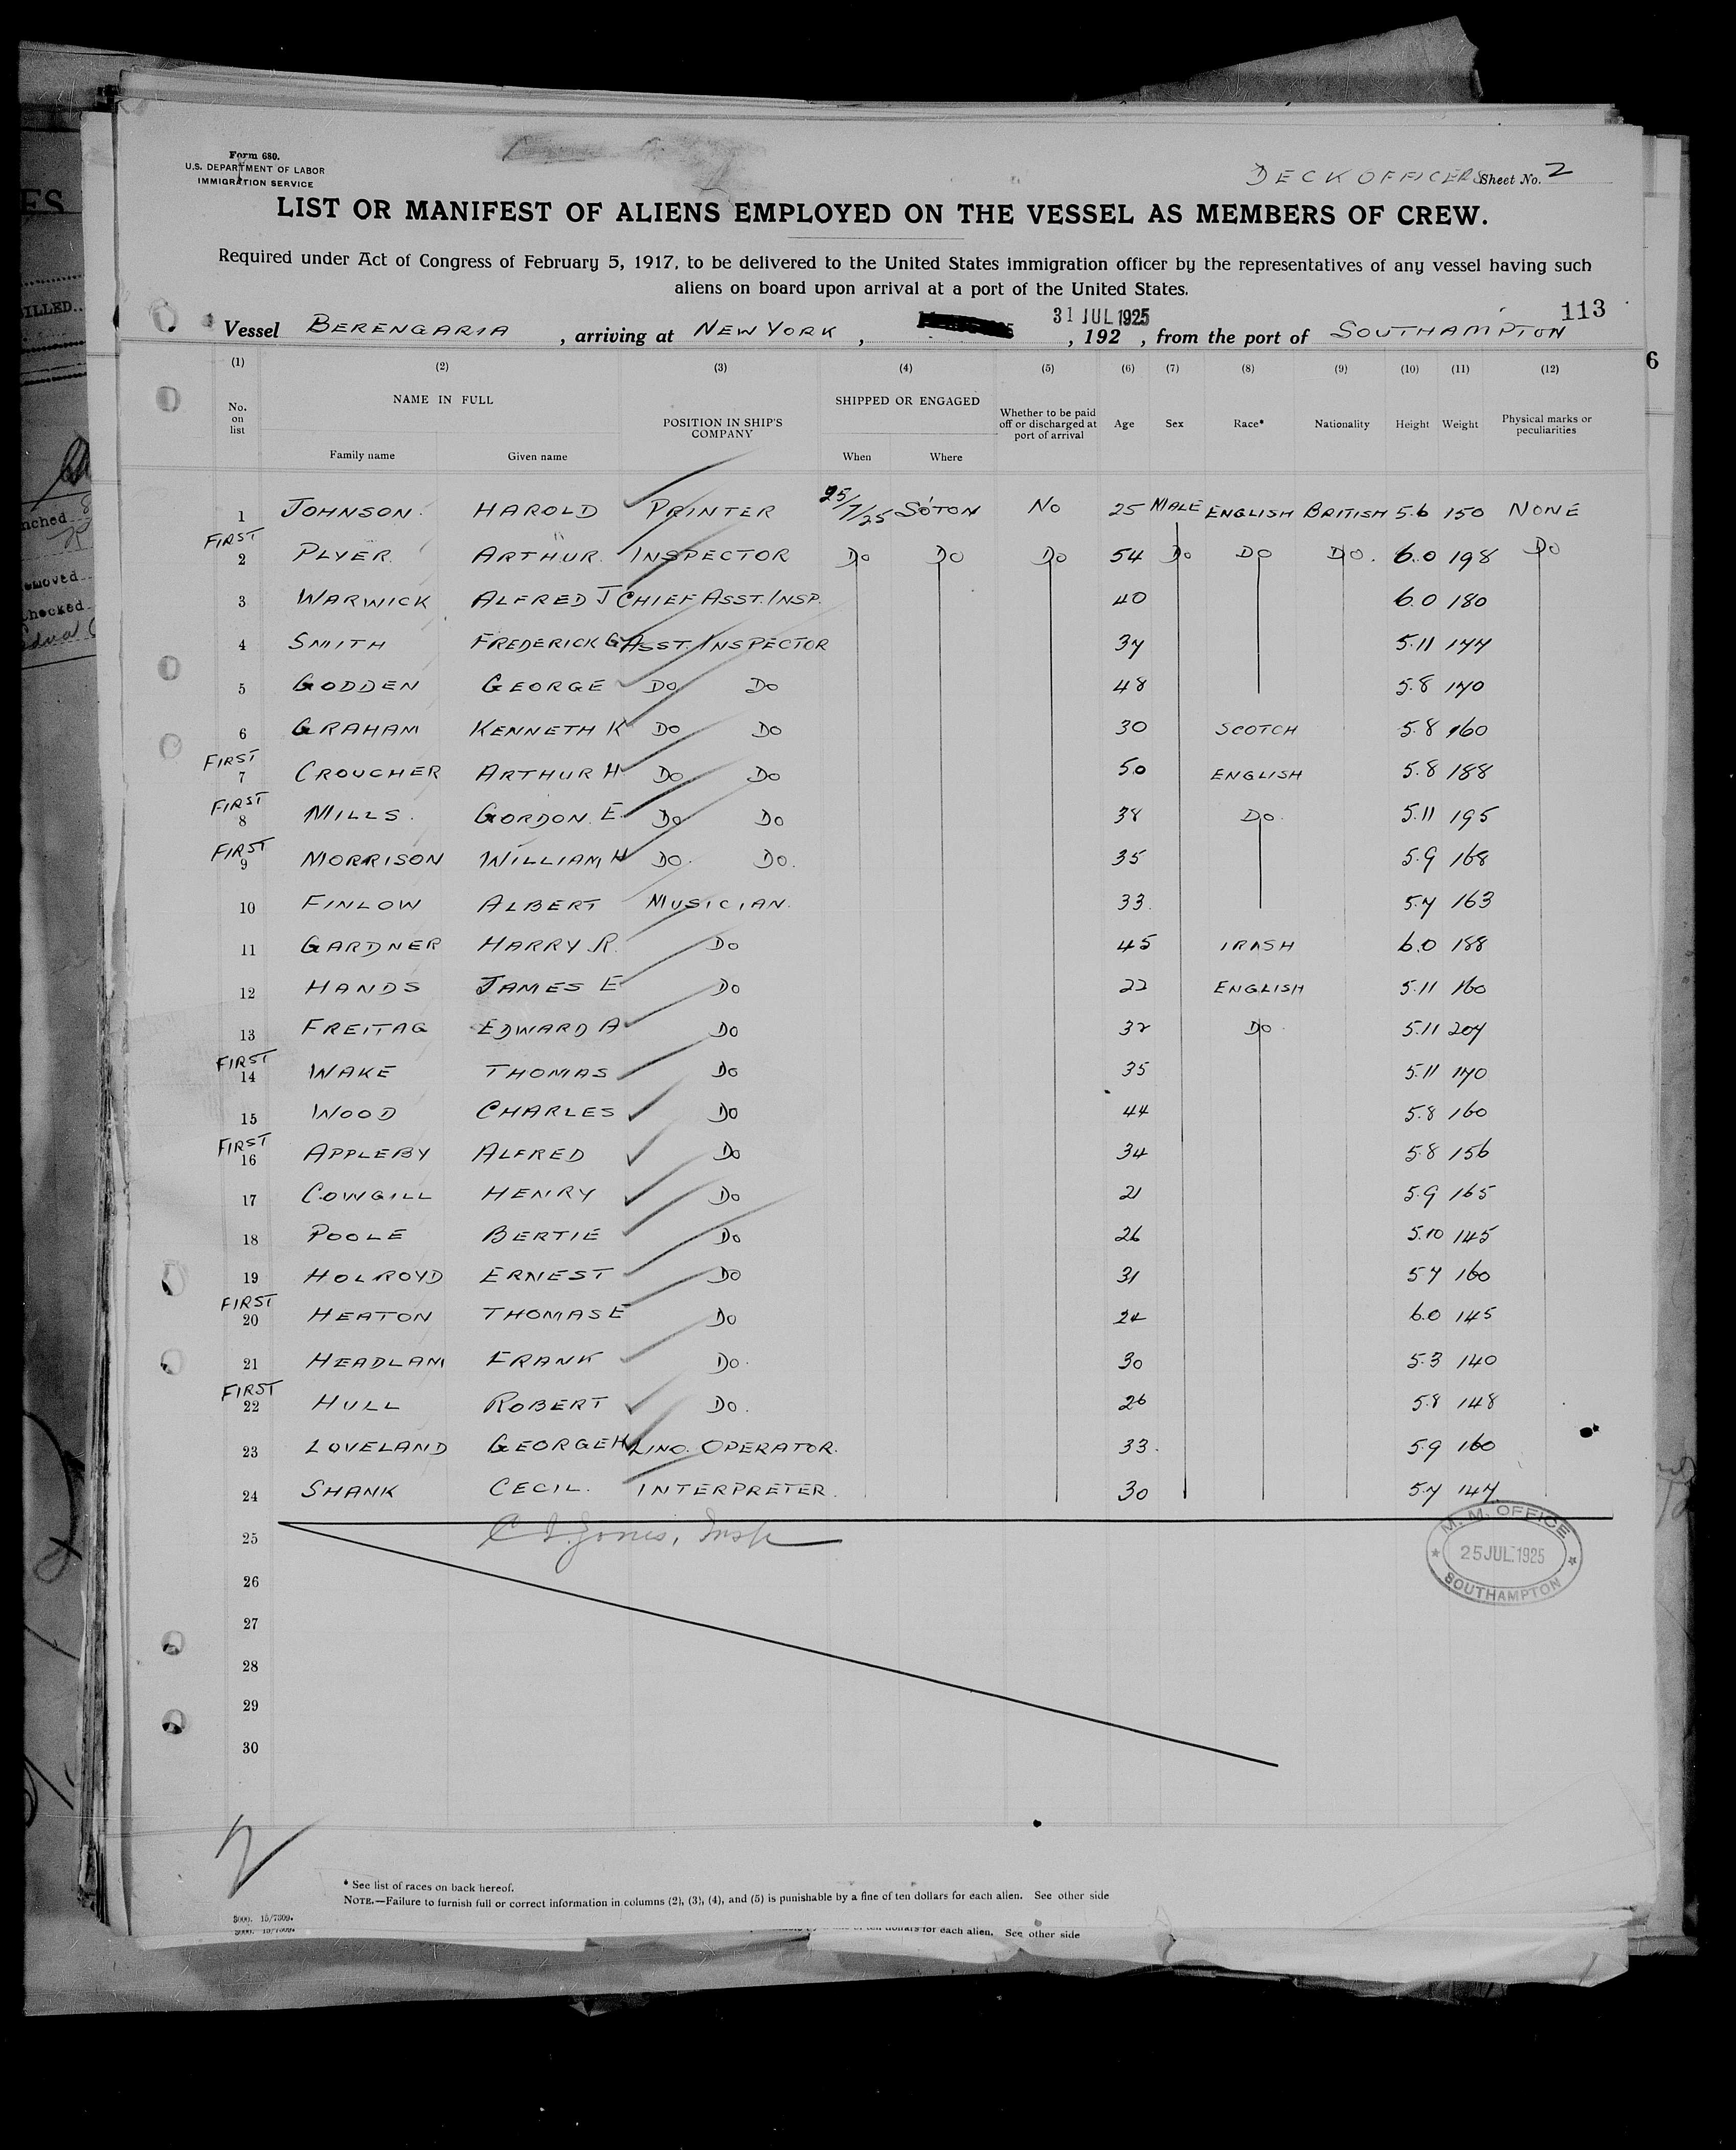 Form 680.
U.S. DEPARTMENT OF LABOR
IMMIGRATION SERVICE
DECK OFFICERS Sheet No. 2
LIST OR MANIFEST OF ALIENS EMPLOYED ON THE VESSEL AS MEMBERS OF CREW.
Required under Act of Congress of February 5, 1917, to be delivered to the United States immigration officer by the representatives of any vessel having such
aliens on board upon arrival at a port of the United States.
113
Vessel BERENGARIA, arriving at NEW YORK, 31 JUL 1925, 192 , from the port of SOUTHAMPTON
(1) (2) (3) (4) (5) (6) (7) (8) (9) (10) (11) (12)
No. on list NAME IN FULL Family name Given name POSITION IN SHIP'S COMPANY SHIPPED OR ENGAGED When Where Whether to be paid off or discharged at port of arrival Age Sex Race* Nationality Height Weight Physical marks or peculiarities
1 JOHNSON HAROLD PRINTER 25/7/25 SO'TON NO 25 MALE ENGLISH BRITISH 5.6 150 NONE
FIRST 2 PLYER ARTHUR INSPECTOR DO DO DO 54 DO DO DO. 6.0 198 DO
3 WARWICK ALFRED J CHIEF ASST. INSP. 40 6.0 180
4 SMITH FREDERICK G ASST. INSPECTOR 37 5.11 177
5 GODDEN GEORGE DO DO 48 5.8 170
6 GRAHAM KENNETH K DO DO 30 SCOTCH 5.8 160
FIRST 7 CROUCHER ARTHUR H DO DO 50 ENGLISH 5.8 188
FIRST 8 MILLS. GORDON. E. DO DO 38 DO. 5.11 195
FIRST 9 MORRISON WILLIAM H DO. DO. 35 5.9 168
10 FINLOW ALBERT MUSICIAN. 33. 5.7 163
11 GARDNER HARRY. R. DO 45 IRISH 6.0 188
12 HANDS JAMES E DO 22 ENGLISH 5.11 160
13 FREITAG EDWARD A DO 32 DO 5.11 207
FIRST 14 WAKE THOMAS DO 35 5.11 170
15 WOOD CHARLES DO 44 5.8 160
FIRST 16 APPLEBY ALFRED DO 34 5.8 156
17 COWGILL HENRY DO 21 5.9 165
18 POOLE BERTIE DO 26 5.10 145
19 HOLROYD ERNEST DO 31 5.7 160
FIRST 20 HEATON THOMAS E DO 24 6.0 145
21 HEADLAM FRANK DO. 30 5.3 140
FIRST 22 HULL ROBERT DO. 26 5.8 148
23 LOVELAND GEORGE H LINO. OPERATOR. 33. 5.9 160
24 SHANK CECIL. INTERPRETER. 30 5.7 147
25 Jones, Insp
M. M. OFFICE
25 JUL. 1925
SOUTHAMPTON
26
27
28
29
30
2
* See list of races on back hereof.
NOTE.—Failure to furnish full or correct information in columns (2), (3), (4), and (5) is punishable by a fine of ten dollars for each alien. See other side
ten dollars for each alien. See other side
6